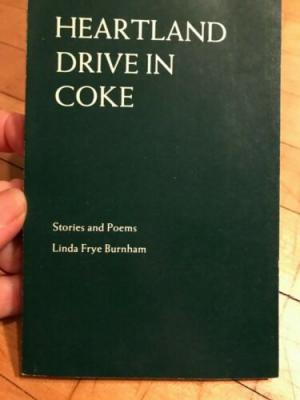 HEARTLAND
DRIVE IN
COKE
Stories and Poems
Linda Frye Burnham